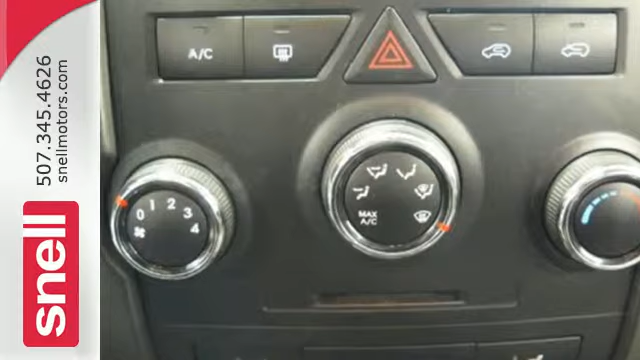 507.345.4626
snellmotors.com
snell
A/C
0 1 2 3 4
MAX
A/C